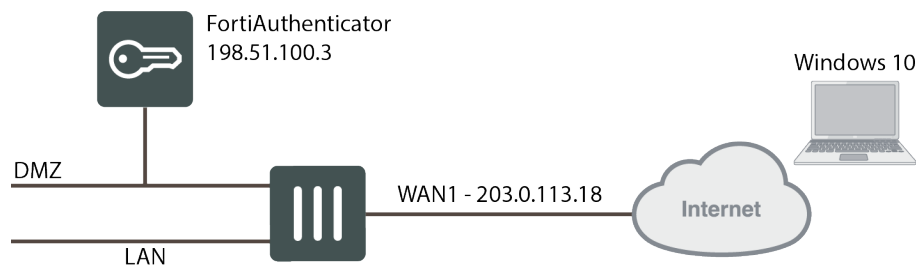 FortiAuthenticator
198.51.100.3
Windows 10
DMZ
WAN1 - 203.0.113.18
Internet
LAN